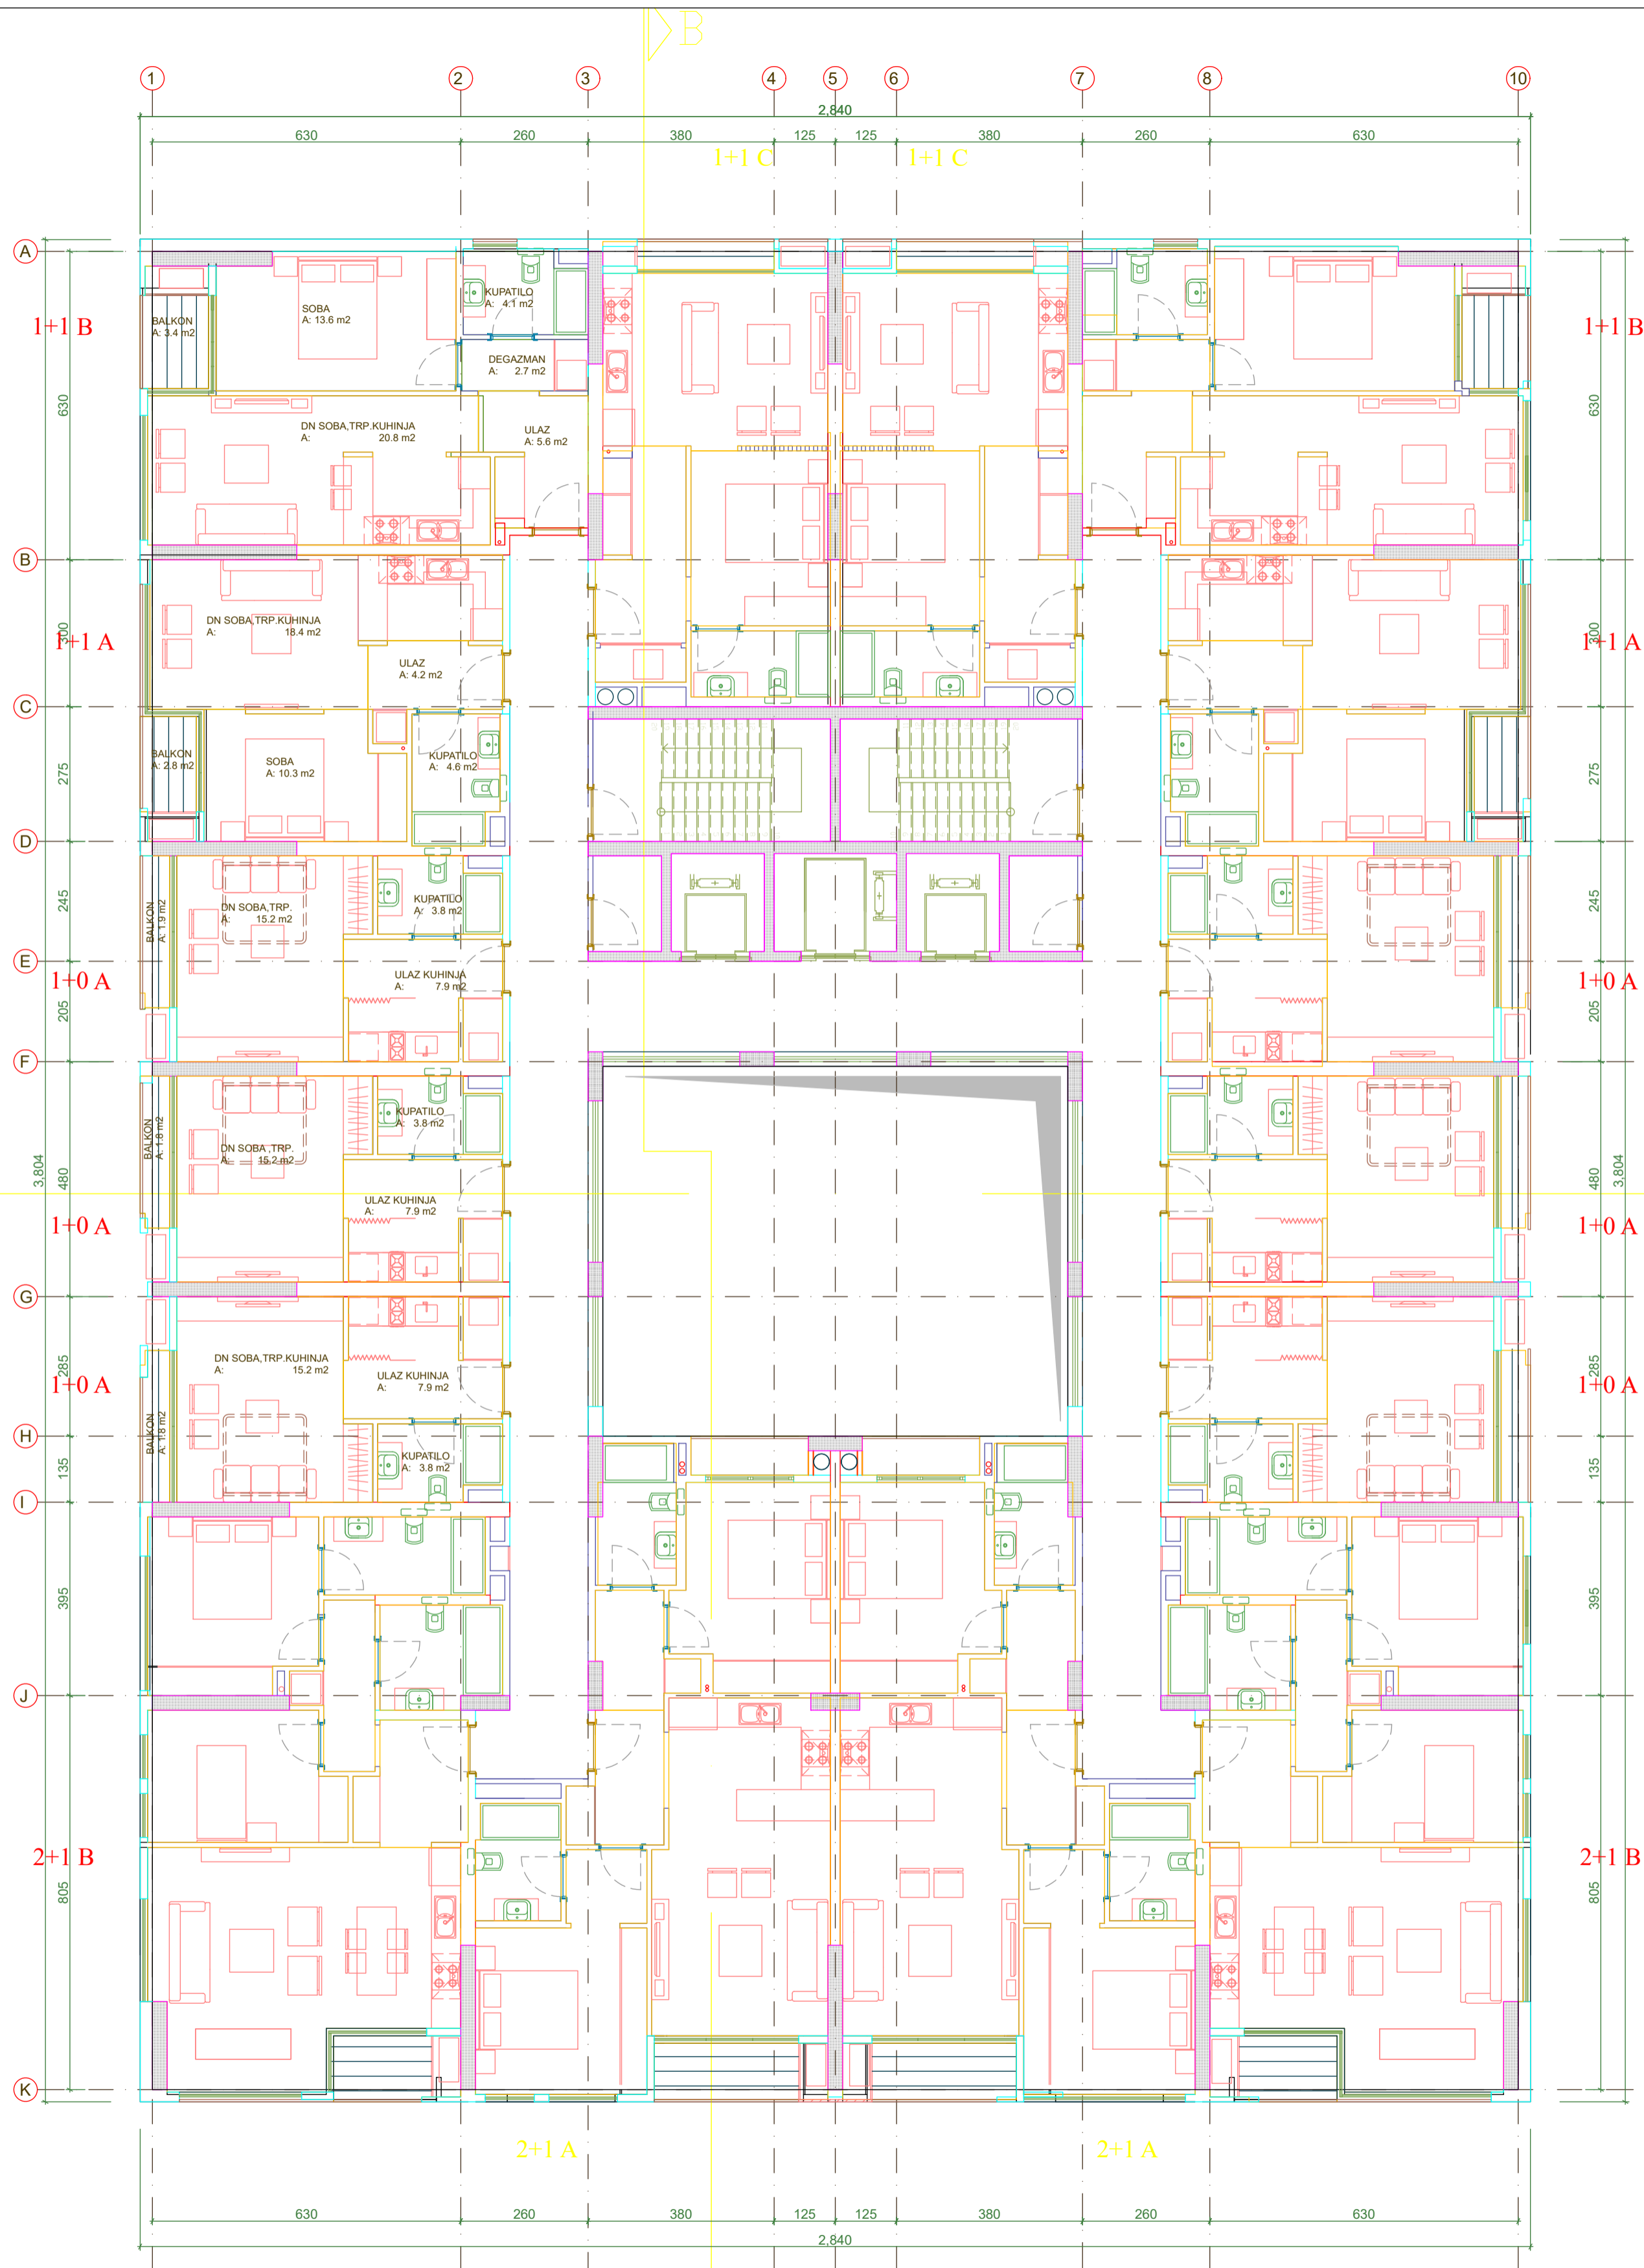 B
1 2 3 4 5 6 7 8 10
2,840
630 260 380 125 125 380 260 630
1+1 C 1+1 C
A
1+1 B
630
BALKON
A: 3.4 m2
SOBA
A: 13.6 m2
KUPATILO
A: 4.1 m2
DEGAZMAN
A: 2.7 m2
DN SOBA,TRP.KUHINJA
A: 20.8 m2
ULAZ
A: 5.6 m2
1+1 B
630
B
300
1+1 A
DN SOBA,TRP.KUHINJA
A: 18.4 m2
ULAZ
A: 4.2 m2
300
1+1 A
C
275
BALKON
A: 2.8 m2
SOBA
A: 10.3 m2
KUPATILO
A: 4.6 m2
275
D
245
BALKON
A: 1.9 m2
DN SOBA,TRP.
A: 15.2 m2
KUPATILO
A: 3.8 m2
245
E
1+0 A
205
ULAZ KUHINJA
A: 7.9 m2
1+0 A
205
F
3,804
480
BALKON
A: 1.8 m2
DN SOBA ,TRP.
A: 15.2 m2
KUPATILO
A: 3.8 m2
ULAZ KUHINJA
A: 7.9 m2
480
3,804
1+0 A
1+0 A
G
285
1+0 A
DN SOBA,TRP.KUHINJA
A: 15.2 m2
ULAZ KUHINJA
A: 7.9 m2
285
1+0 A
H
135
BALKON
A: 1.8 m2
KUPATILO
A: 3.8 m2
135
I
395
395
J
2+1 B
805
2+1 B
805
K
2+1 A 2+1 A
630 260 380 125 125 380 260 630
2,840